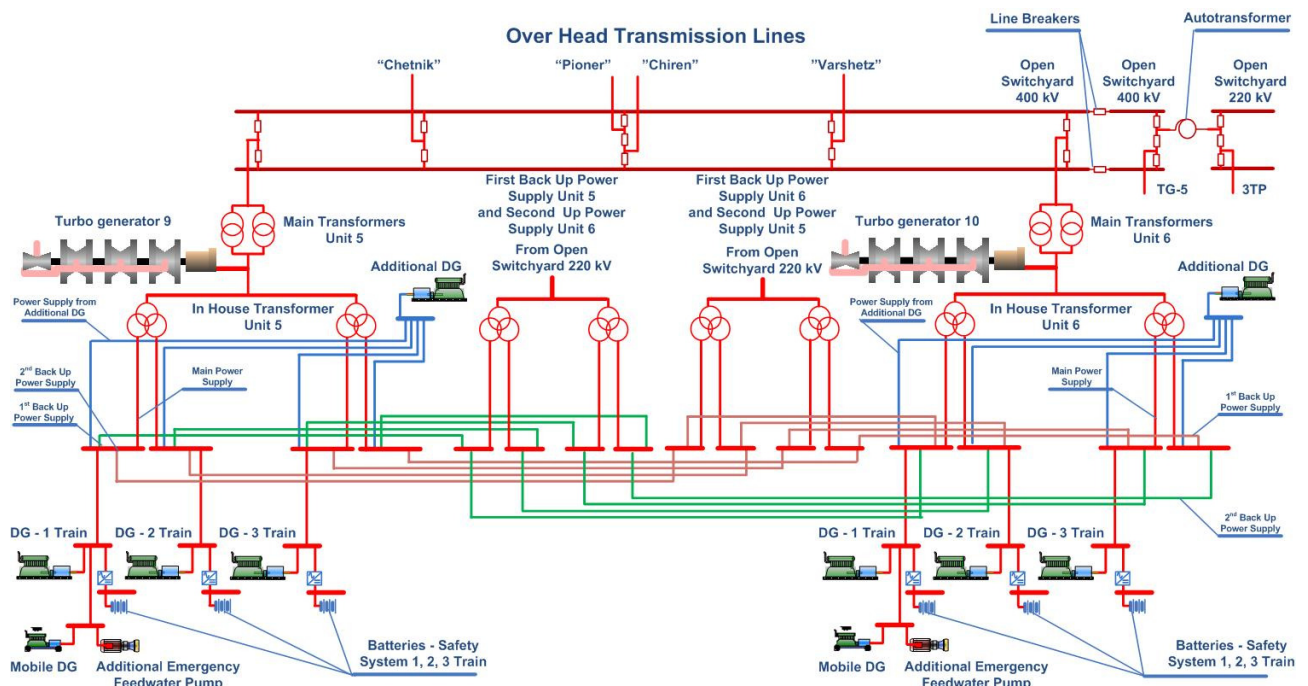 Over Head Transmission Lines
Line Breakers
Autotransformer
“Chetnik”
“Pioner”
”Chiren”
”Varshetz”
Open
Switchyard
400 kV
Open
Switchyard
400 kV
Open
Switchyard
220 kV
TG-5
3TP
First Back Up Power
Supply Unit 5
and Second Up Power
Supply Unit 6
From Open
Switchyard 220 kV
First Back Up Power
Supply Unit 6
and Second Up Power
Supply Unit 5
From Open
Switchyard 220 kV
Turbo generator 9
Main Transformers
Unit 5
Turbo generator 10
Main Transformers
Unit 6
Additional DG
Additional DG
Power Supply from
Additional DG
In House Transformer
Unit 5
Power Supply from
Additional DG
In House Transformer
Unit 6
2nd Back Up
Power Supply
Main Power
Supply
1st Back Up
Power Supply
Main Power
Supply
1st Back Up
Power Supply
2nd Back Up
Power Supply
DG - 1 Train
DG - 2 Train
DG - 3 Train
DG - 1 Train
DG - 2 Train
DG - 3 Train
Mobile DG
Additional Emergency
Feedwater Pump
Batteries - Safety
System 1, 2, 3 Train
Mobile DG
Additional Emergency
Feedwater Pump
Batteries - Safety
System 1, 2, 3 Train